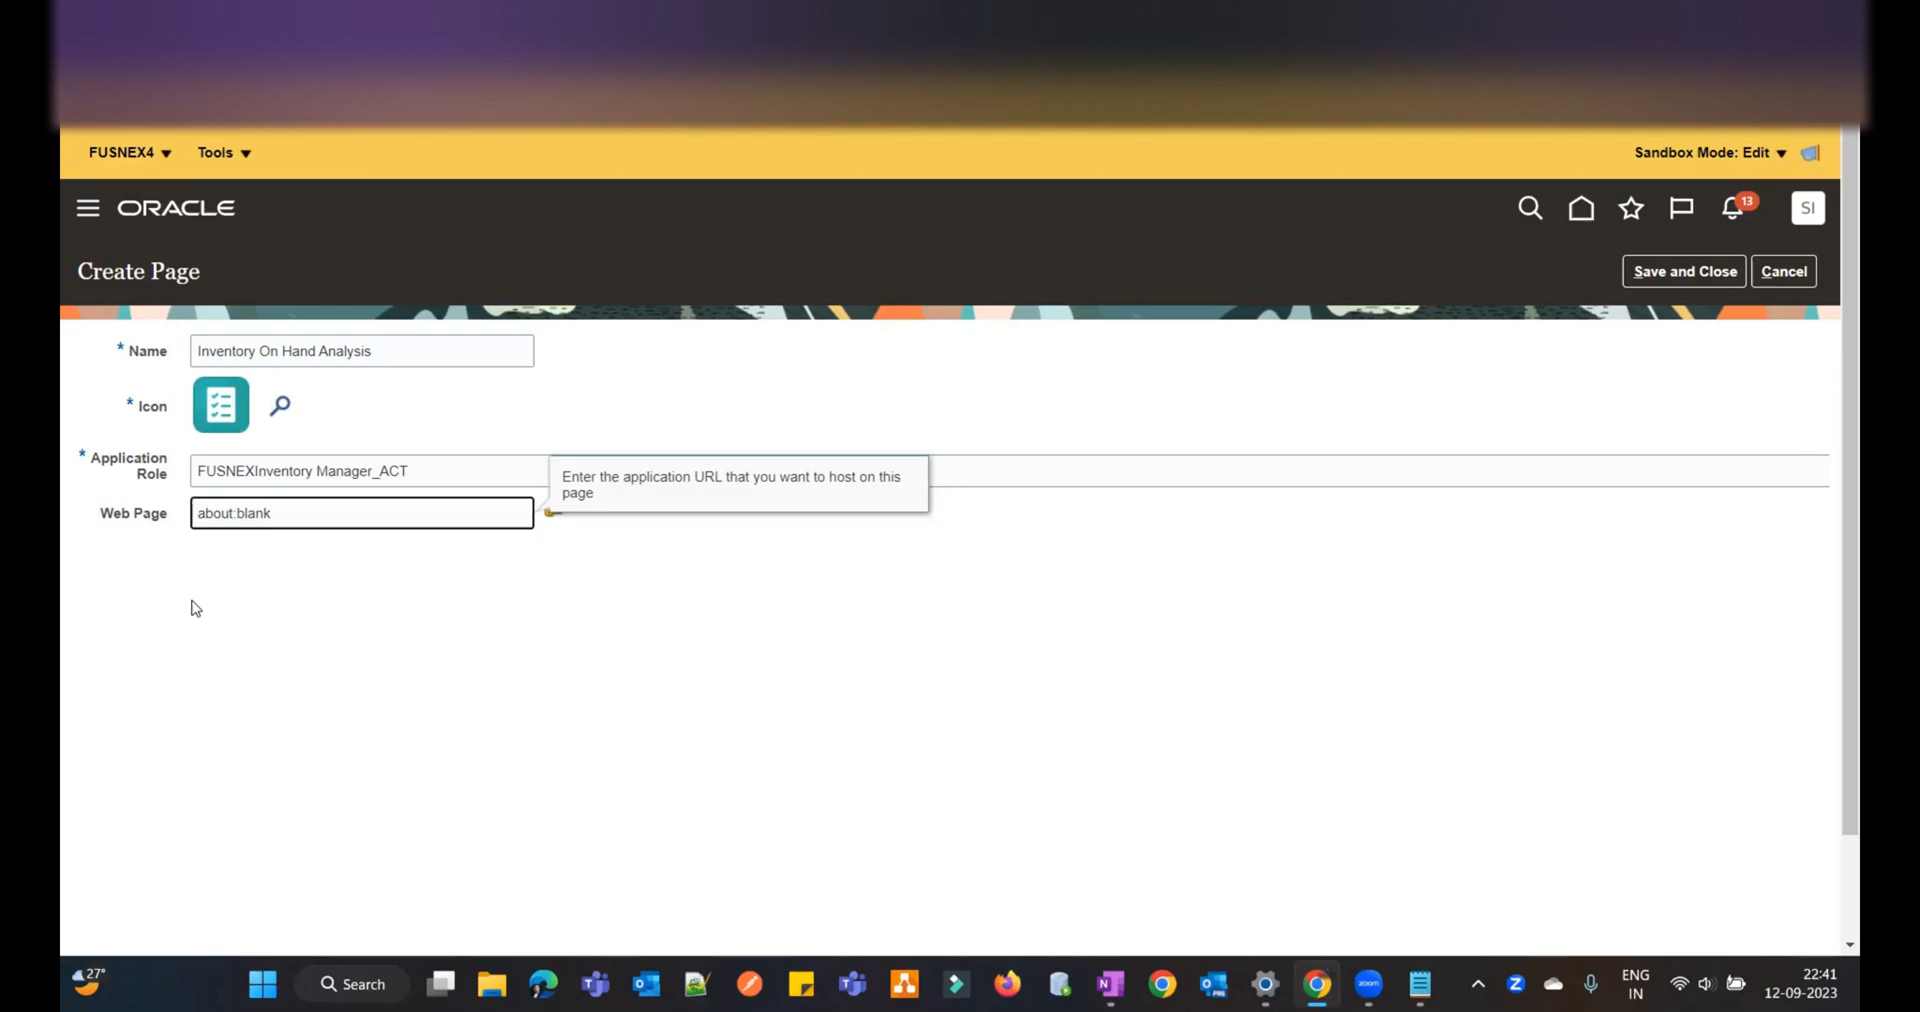 FUSNEX4 Tools Sandbox Mode: Edit
ORACLE 13 SI
Create Page Save and Close Cancel
* Name Inventory On Hand Analysis
* Icon
* Application Role FUSNEXInventory Manager_ACT
Enter the application URL that you want to host on this
page
Web Page about:blank
27°
Search
zoom
ENG
IN
22:41
12-09-2023